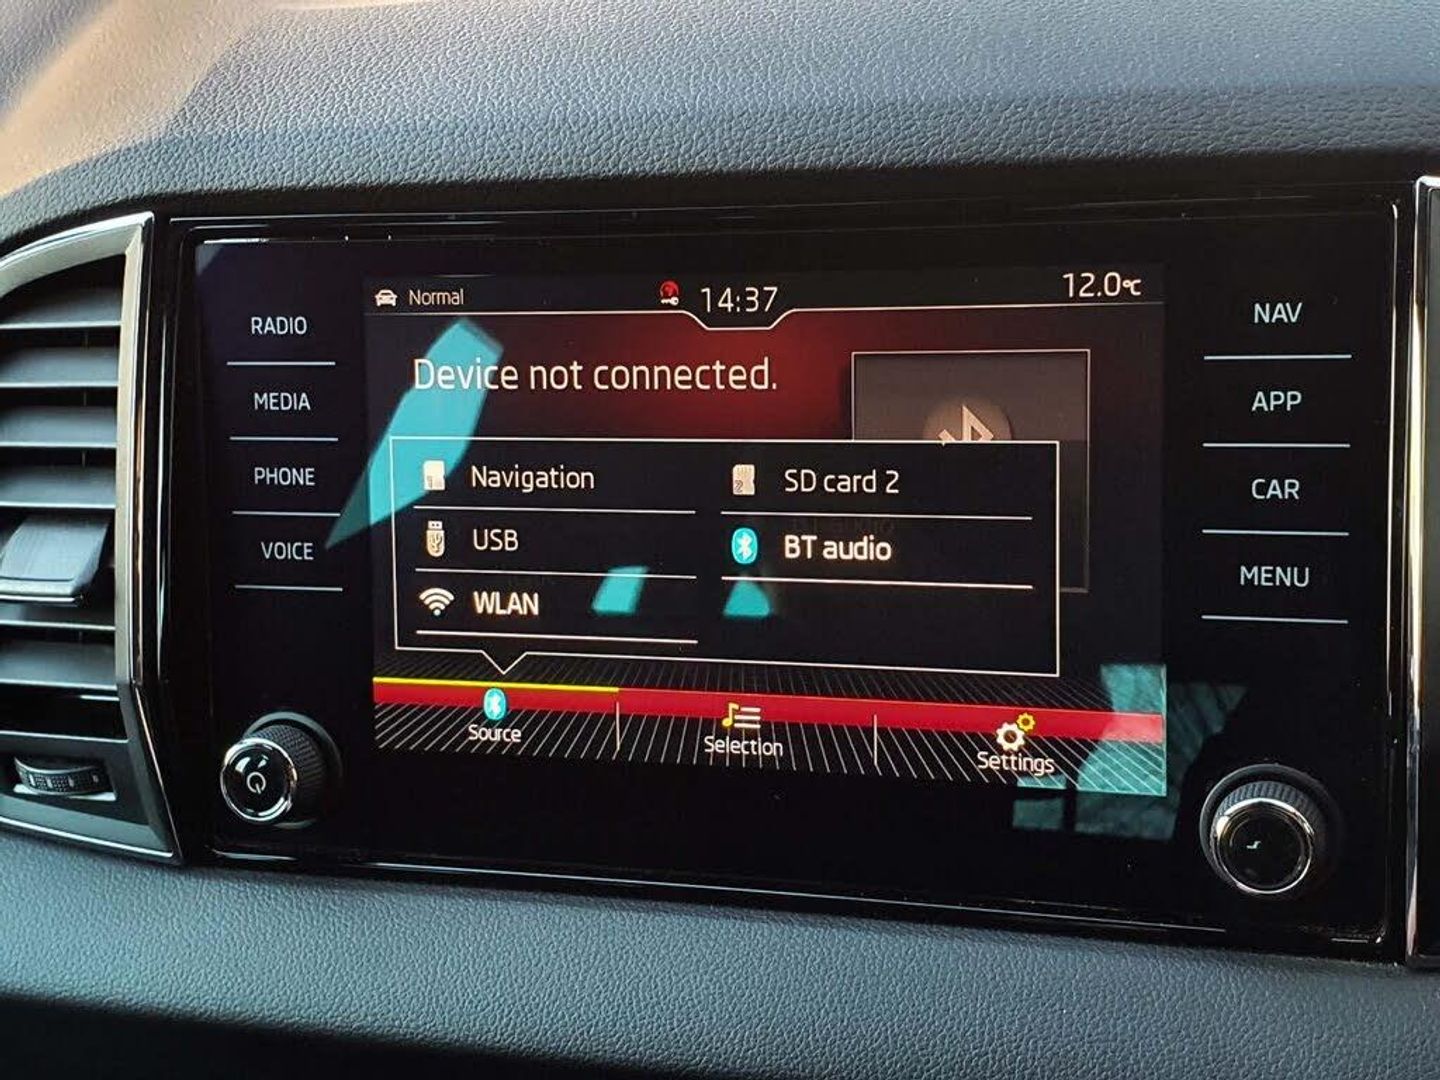 Normal
14:37
12.0°C
RADIO
MEDIA
PHONE
VOICE
Device not connected.
Navigation
SD card 2
USB
BT audio
WLAN
Source
Selection
Settings
NAV
APP
CAR
MENU